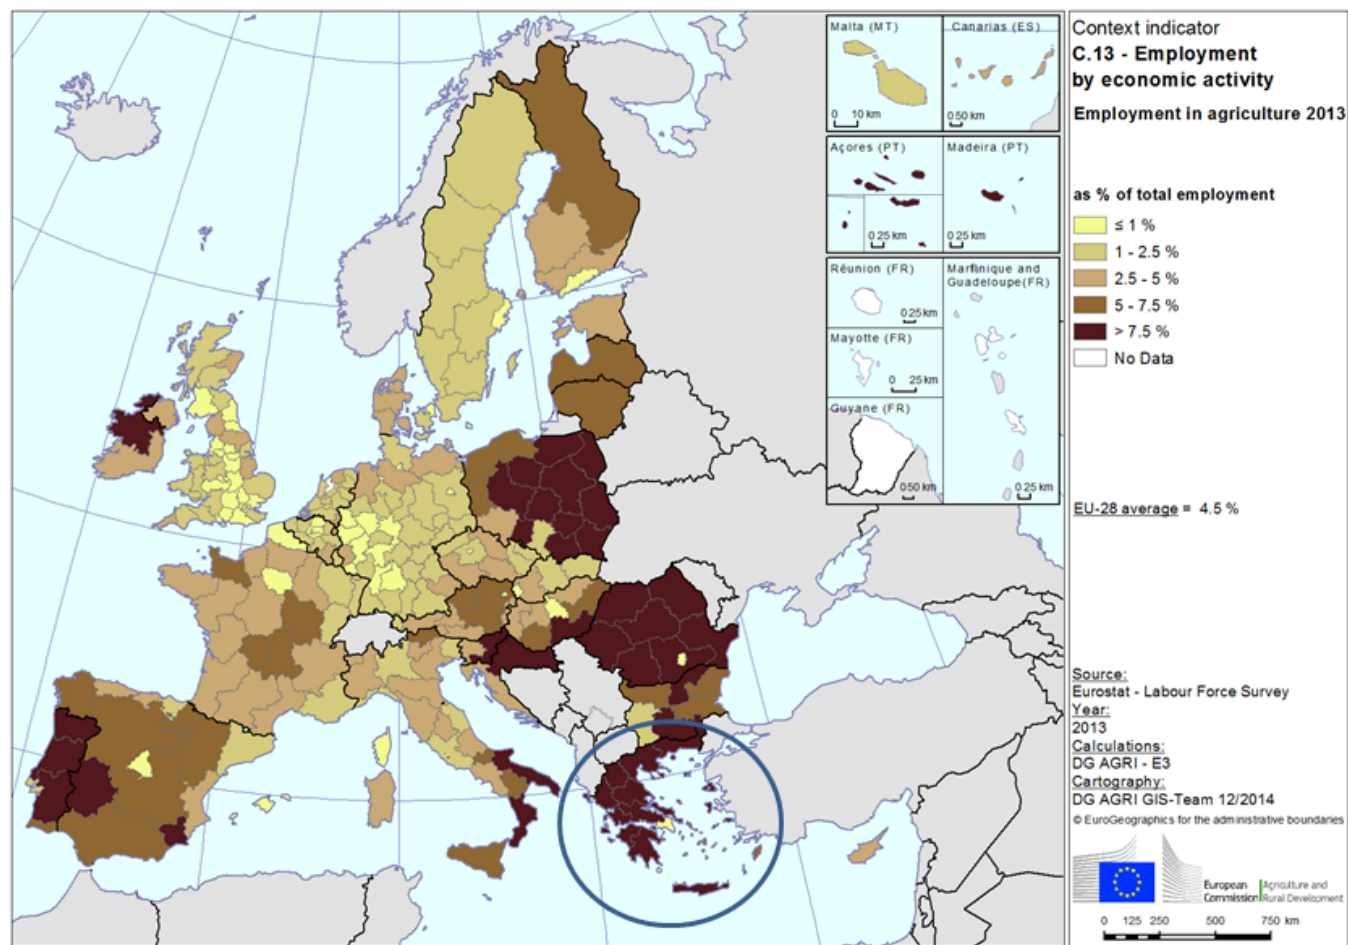 Malta (MT)
0 10 km
Canarias (ES)
0 50 km
Açores (PT)
0 25 km
Madeira (PT)
0 25 km
Réunion (FR)
0 25 km
Martinique and
Guadeloupe(FR)
Mayotte (FR)
0 25 km
Guyane (FR)
0 50 km
0 25 km
Context indicator
C.13 - Employment
by economic activity
Employment in agriculture 2013
as % of total employment
≤ 1 %
1 - 2.5 %
2.5 - 5 %
5 - 7.5 %
> 7.5 %
No Data
EU-28 average = 4.5 %
Source:
Eurostat - Labour Force Survey
Year:
2013
Calculations:
DG AGRI - E3
Cartography:
DG AGRI GIS-Team 12/2014
© EuroGeographics for the administrative boundaries
European
Commission
Agriculture and
Rural Development
0 125 250 500 750 km